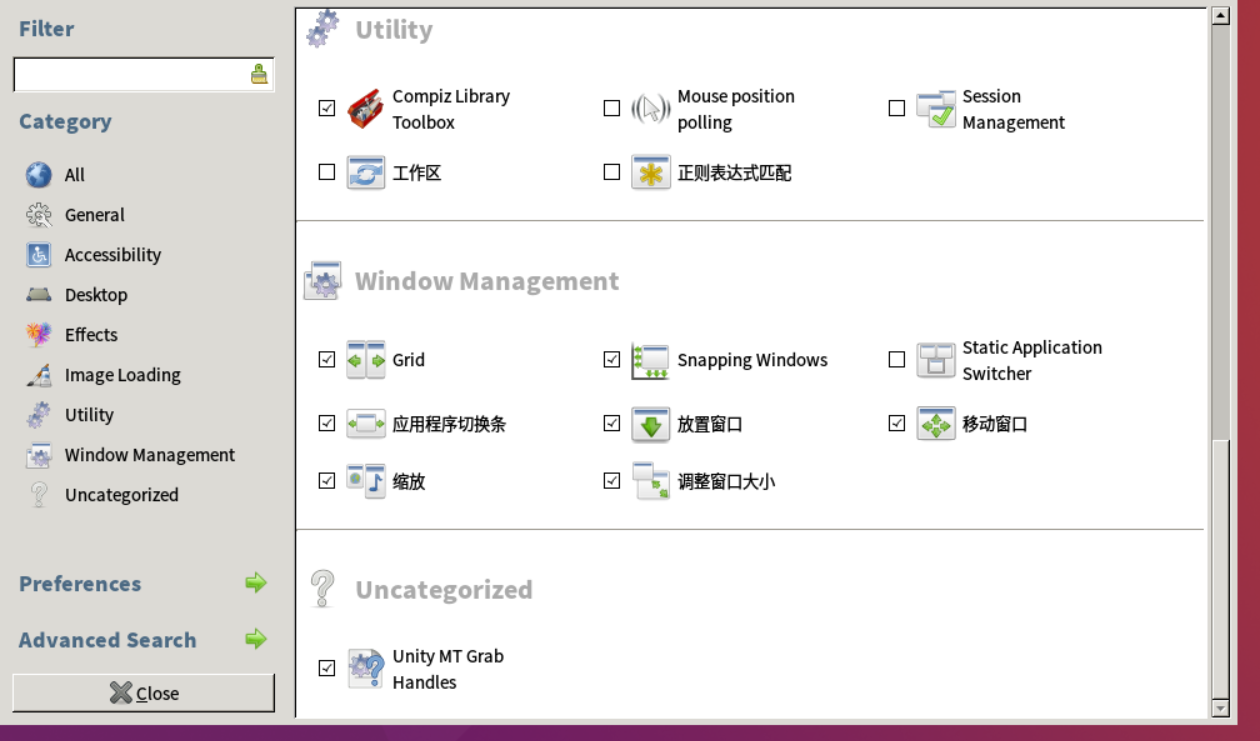 Filter
Category
All
General
Accessibility
Desktop
Effects
Image Loading
Utility
Window Management
Uncategorized
Preferences
Advanced Search
Close
Utility
Compiz Library
Toolbox
Mouse position
polling
Session
Management
工作区
正则表达式匹配
Window Management
Grid
Snapping Windows
Static Application
Switcher
应用程序切换条
放置窗口
移动窗口
缩放
调整窗口大小
Uncategorized
Unity MT Grab
Handles